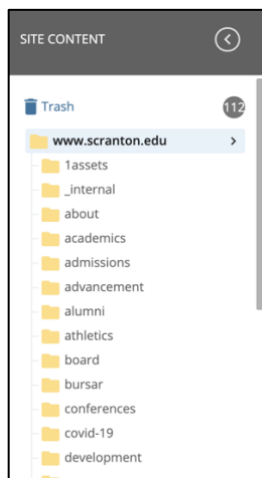 SITE CONTENT
Trash 112
www.scranton.edu
1assets
_internal
about
academics
admissions
advancement
alumni
athletics
board
bursar
conferences
covid-19
development